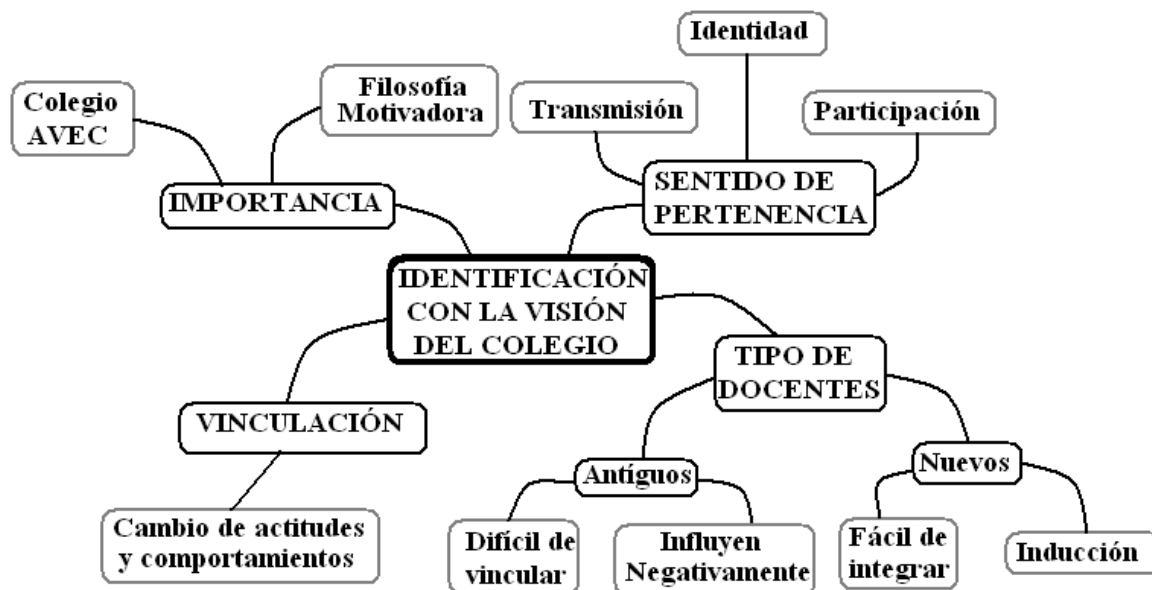 Identidad
Colegio
AVEC
Filosofía
Motivadora
Transmisión
Participación
IMPORTANCIA
SENTIDO DE
PERTENENCIA
IDENTIFICACIÓN
CON LA VISIÓN
DEL COLEGIO
TIPO DE
DOCENTES
VINCULACIÓN
Antíguos
Nuevos
Cambio de actitudes
y comportamientos
Difícil de
vincular
Influyen
Negativamente
Fácil de
integrar
Inducción